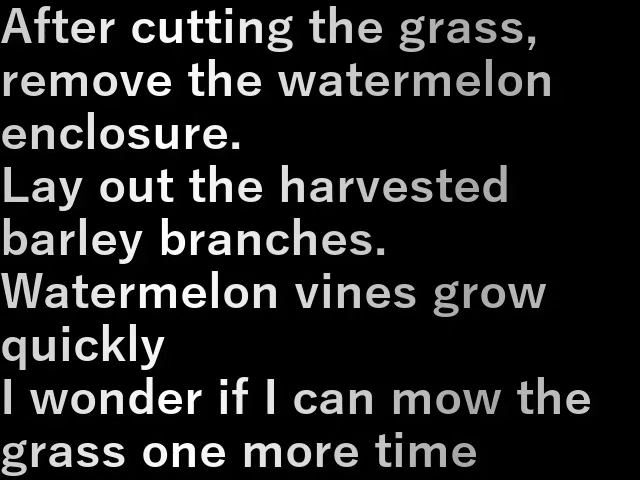 After cutting the grass,
remove the watermelon
enclosure.
Lay out the harvested
barley branches.
Watermelon vines grow
quickly
I wonder if I can mow the
grass one more time